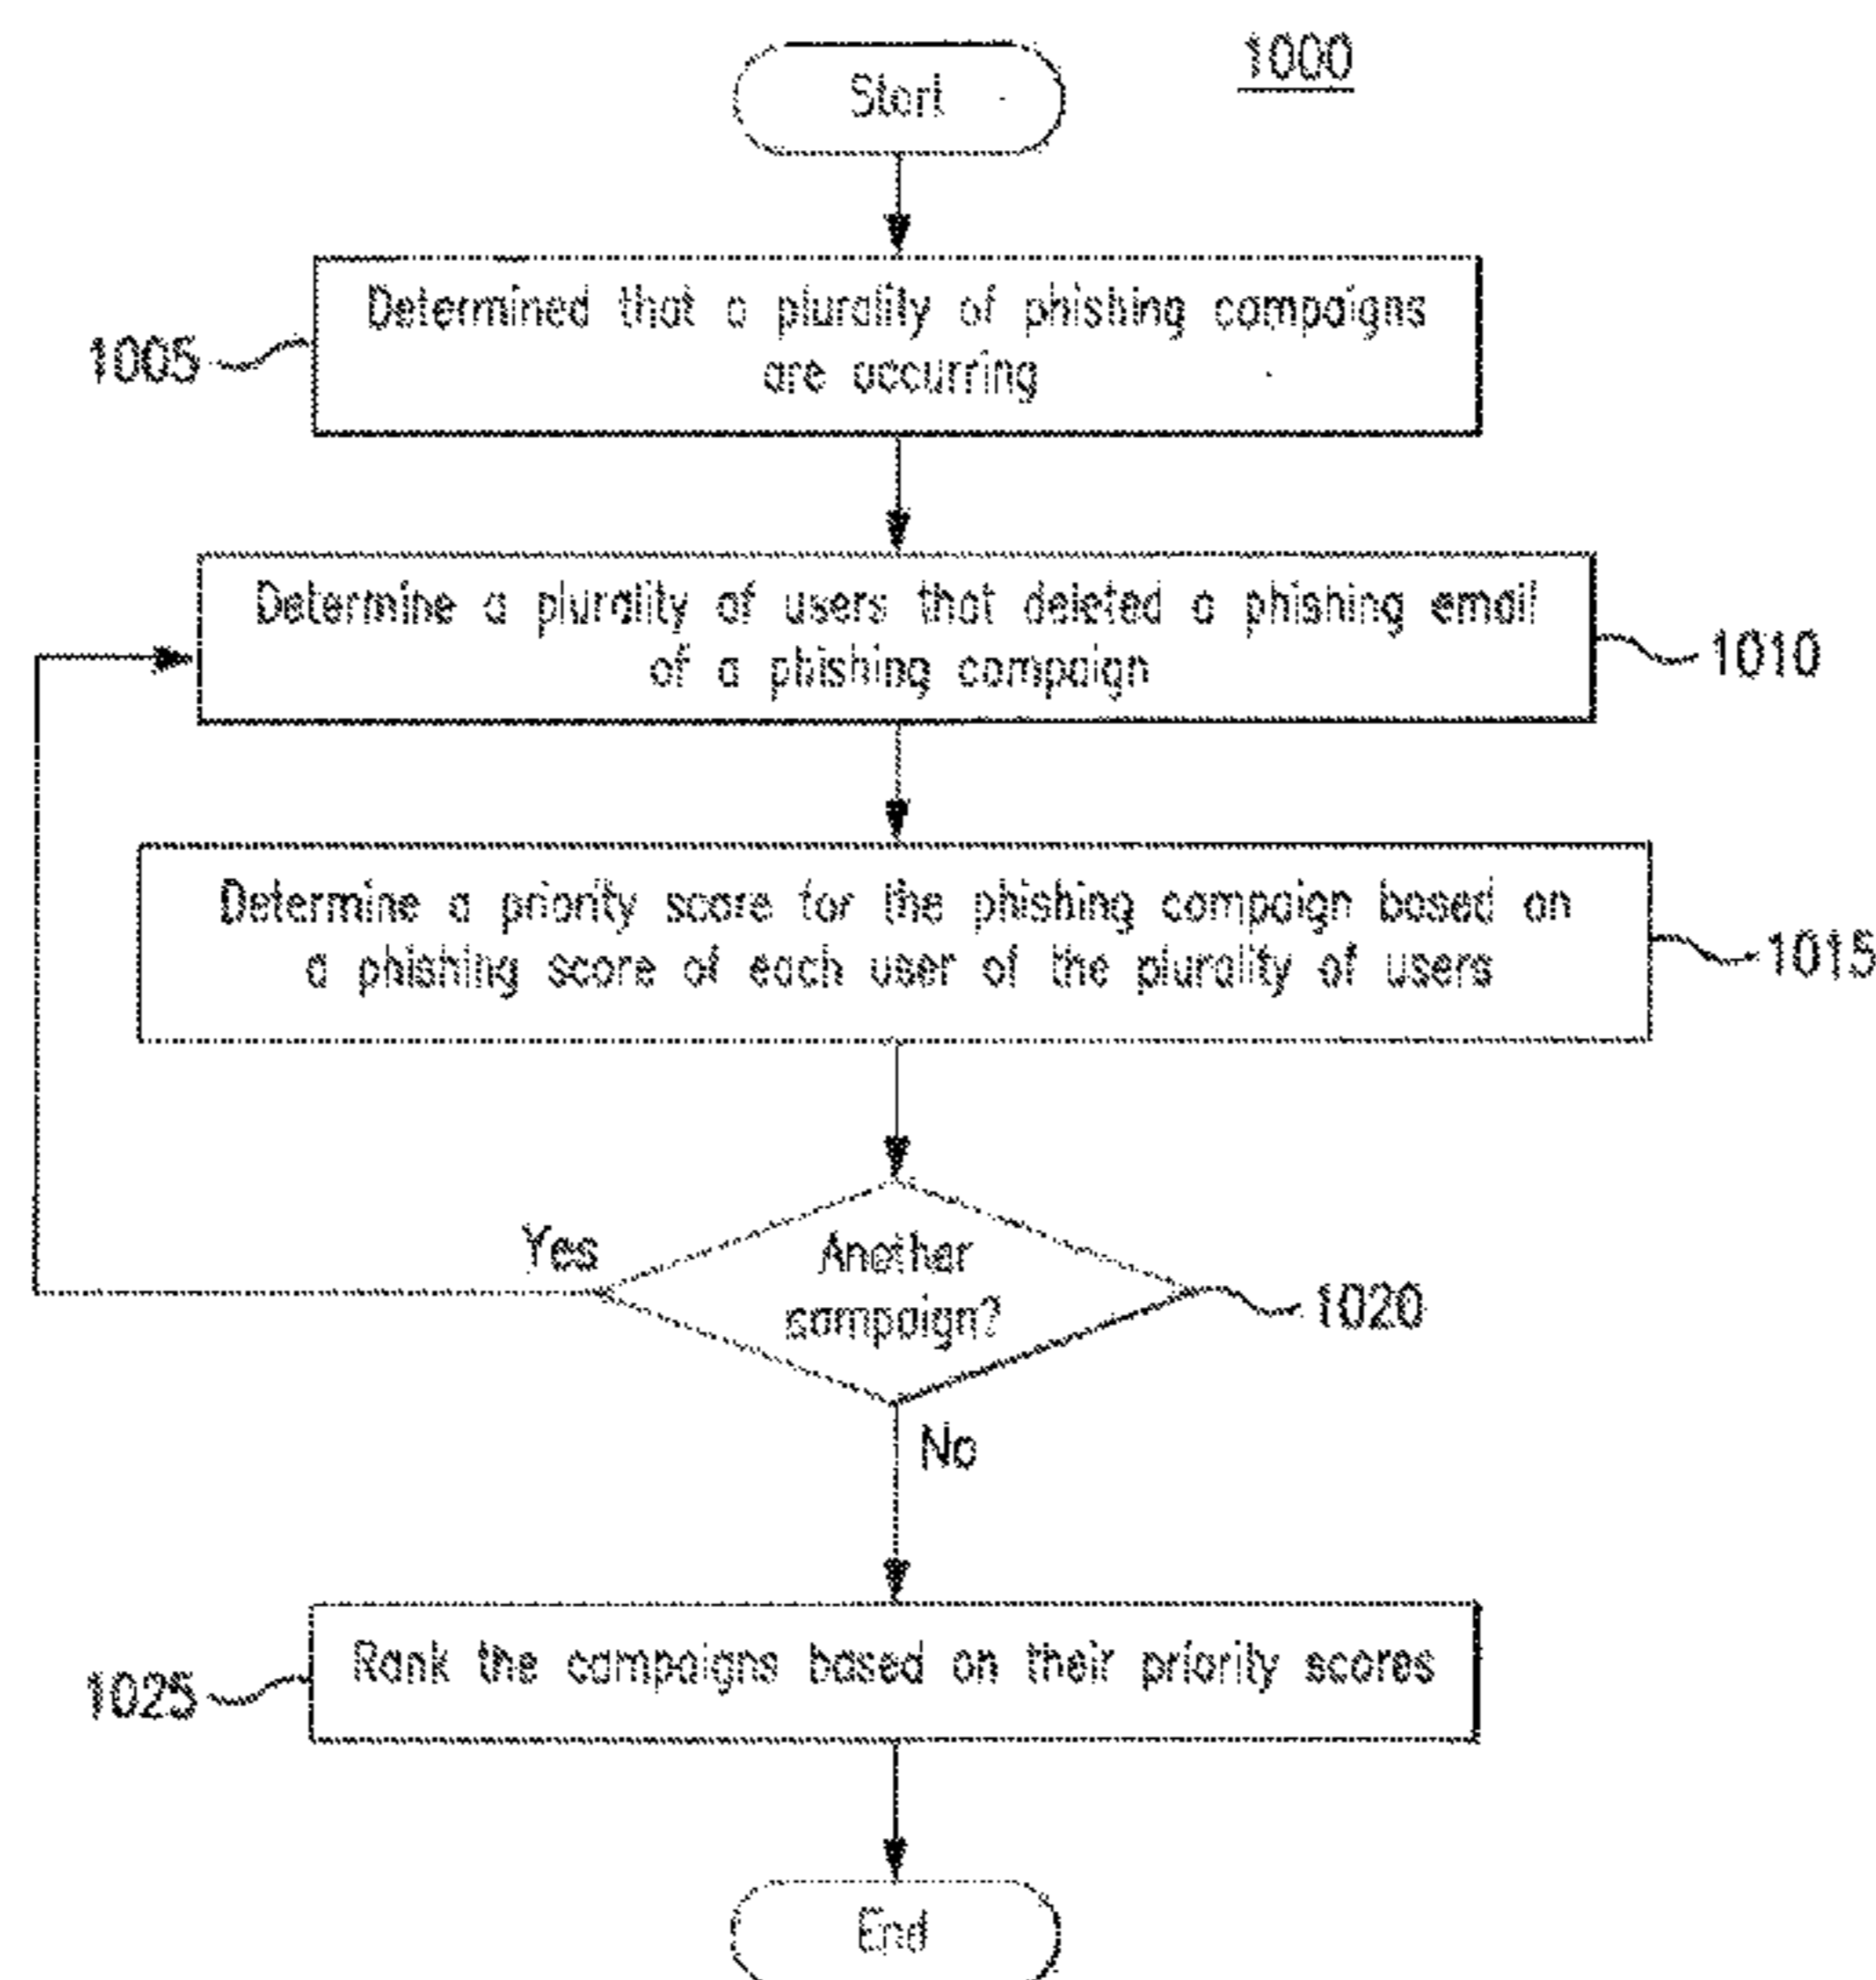 1000
Start
Determined that a plurality of phishing campaigns
are occurring
1005
Determine a plurality of users that deleted a phishing email
of a phishing campaign
1010
Determine a priority score for the phishing campaign based on
a phishing score of each user of the plurality of users
1015
Yes
Another
campaign?
1020
No
Rank the campaigns based on their priority scores
1025
End